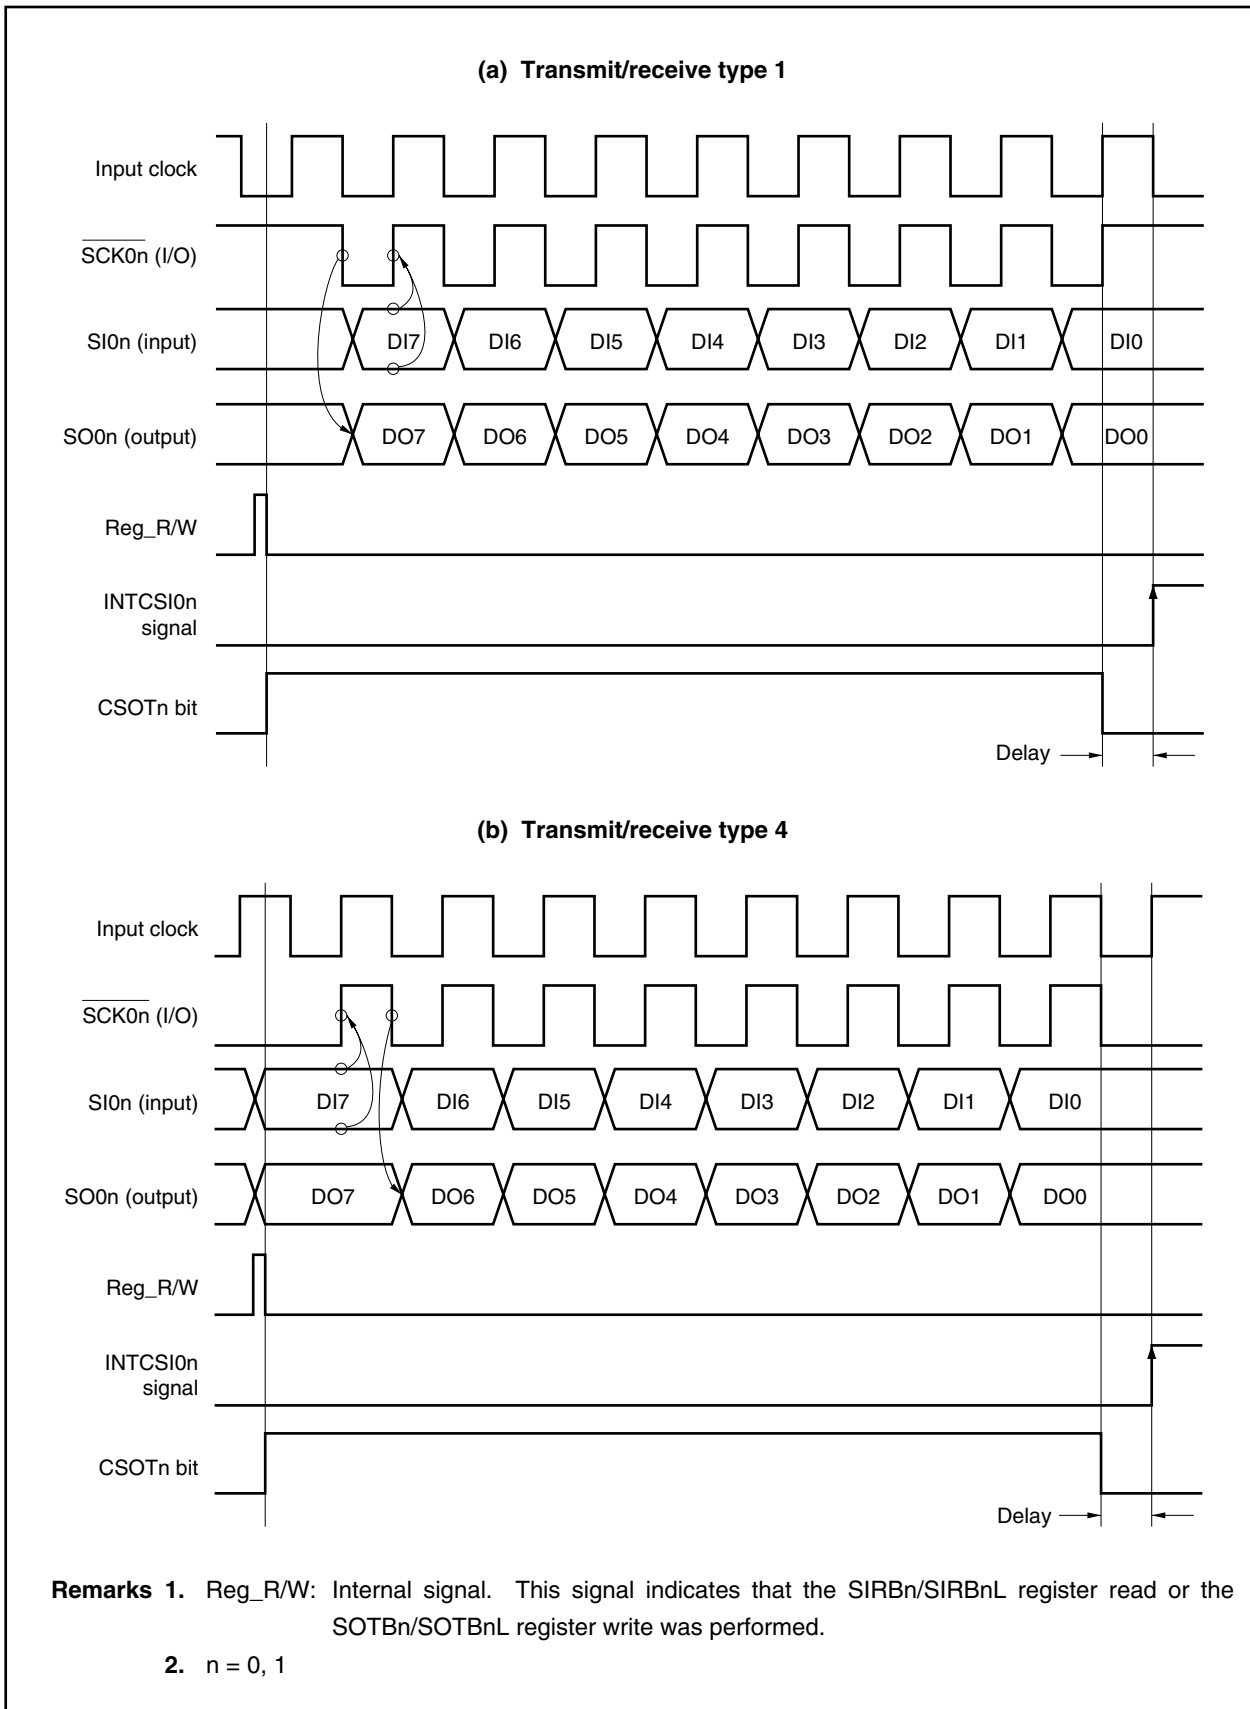 (a) Transmit/receive type 1
Input clock
SCK0n (I/O)
SI0n (input)
DI7 DI6 DI5 DI4 DI3 DI2 DI1 DI0
SO0n (output)
DO7 DO6 DO5 DO4 DO3 DO2 DO1 DO0
Reg_R/W
INTCSI0n
signal
CSOTn bit
Delay
(b) Transmit/receive type 4
Input clock
SCK0n (I/O)
SI0n (input)
DI7 DI6 DI5 DI4 DI3 DI2 DI1 DI0
SO0n (output)
DO7 DO6 DO5 DO4 DO3 DO2 DO1 DO0
Reg_R/W
INTCSI0n
signal
CSOTn bit
Delay
Remarks 1. Reg_R/W: Internal signal. This signal indicates that the SIRBn/SIRBnL register read or the
SOTBn/SOTBnL register write was performed.
2. n = 0, 1